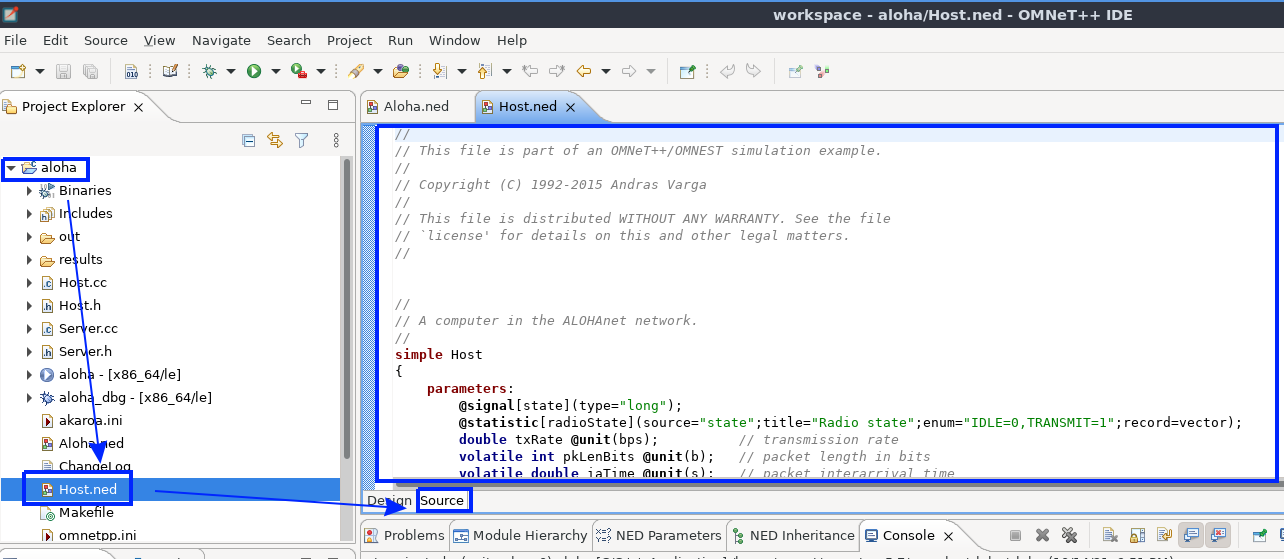 workspace - aloha/Host.ned - OMNeT++ IDE
File Edit Source View Navigate Search Project Run Window Help
010
Project Explorer
aloha
Binaries
Includes
out
results
Host.cc
Host.h
Server.cc
Server.h
aloha - [x86_64/le]
aloha_dbg - [x86_64/le]
akaroa.ini
Aloha.ned
ChangeLog
Host.ned
Makefile
omnetpp.ini
Aloha.ned Host.ned
//
// This file is part of an OMNeT++/OMNEST simulation example.
//
// Copyright (C) 1992-2015 Andras Varga
//
// This file is distributed WITHOUT ANY WARRANTY. See the file
// `license' for details on this and other legal matters.
//
//
// A computer in the ALOHAnet network.
//
simple Host
{
parameters:
@signal[state](type="long");
@statistic[radioState](source="state";title="Radio state";enum="IDLE=0,TRANSMIT=1";record=vector);
double txRate @unit(bps); // transmission rate
volatile int pkLenBits @unit(b); // packet length in bits
volatile double iaTime @unit(s); // packet interarrival time
Design Source
Problems Module Hierarchy NED Parameters NED Inheritance Console